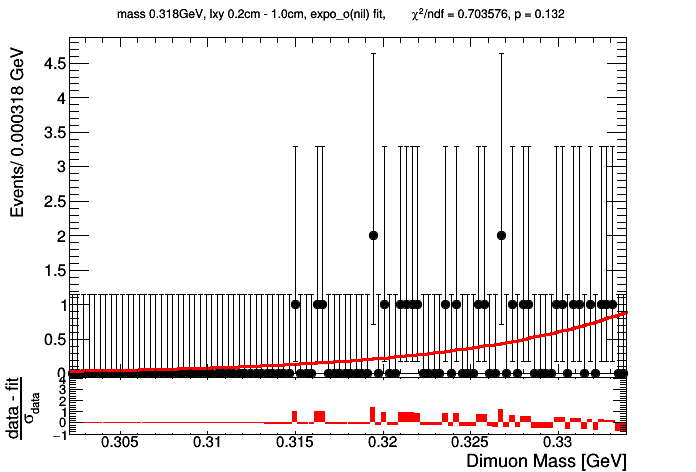 mass 0.318GeV, lxy 0.2cm - 1.0cm, expo_o(nil) fit, χ²/ndf = 0.703576, p = 0.132
Events/ 0.000318 GeV
4.5
4
3.5
3
2.5
2
1.5
1
0.5
0
data - fit
σdata
4
3
2
1
0
−1
0.305 0.31 0.315 0.32 0.325 0.33
Dimuon Mass [GeV]